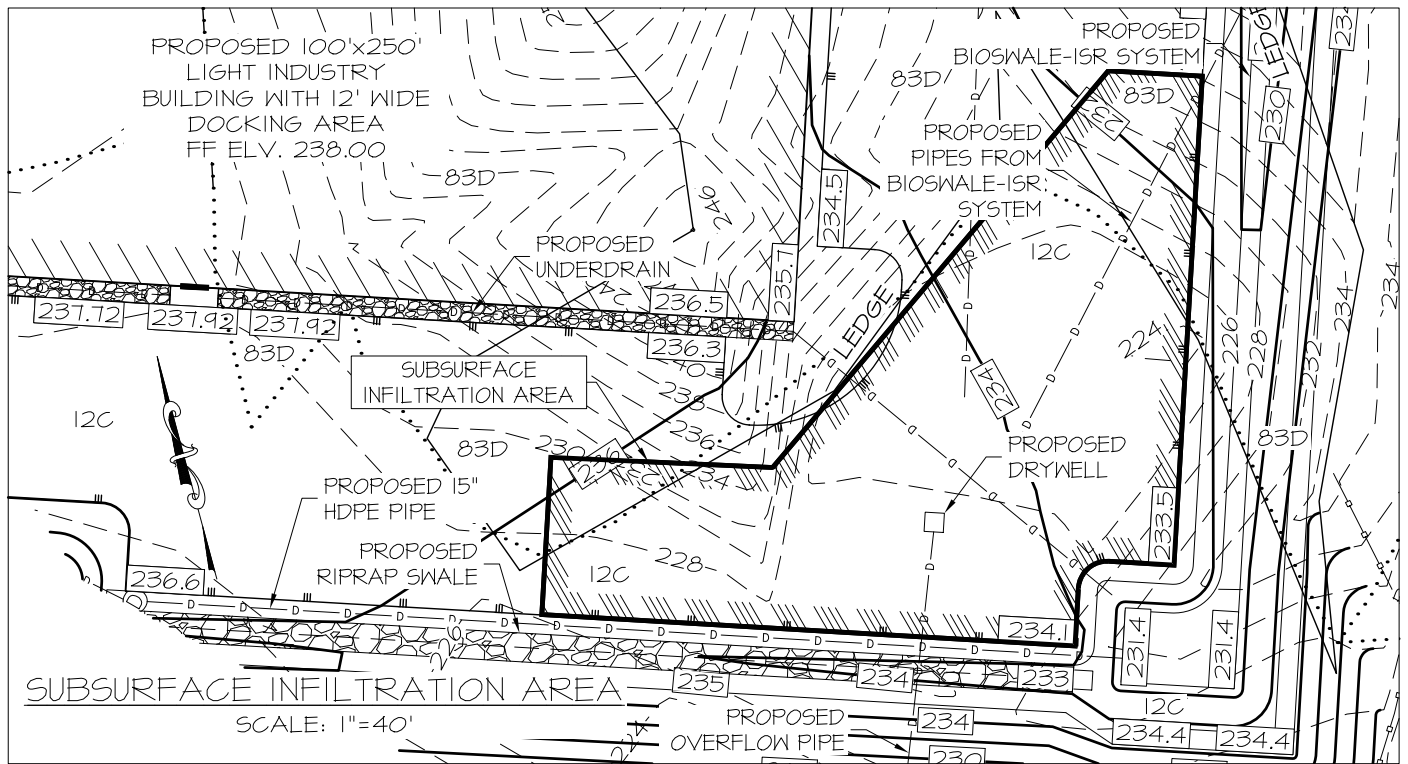 PROPOSED 100'x250'
LIGHT INDUSTRY
BUILDING WITH 12' WIDE
DOCKING AREA
FF ELV. 238.00
PROPOSED
BIOSWALE-ISR SYSTEM
83D
83D
230
PROPOSED
PIPES FROM
BIOSWALE-ISR
SYSTEM
83D
246
234.5
12C
PROPOSED
UNDERDRAIN
236.5
235.7
237.72
237.92
237.92
236.3
83D
LEDGE
224
226
228
232
234
234
SUBSURFACE
INFILTRATION AREA
238
236
234
234
12C
83D
230
83D
PROPOSED
DRYWELL
PROPOSED 15"
HDPE PIPE
233.5
PROPOSED
RIPRAP SWALE
228
12C
236.6
234.1
231.4
231.4
226
235
234
233
12C
SUBSURFACE INFILTRATION AREA
SCALE: 1"=40'
224
PROPOSED
OVERFLOW PIPE
234
230
234.4
234.4